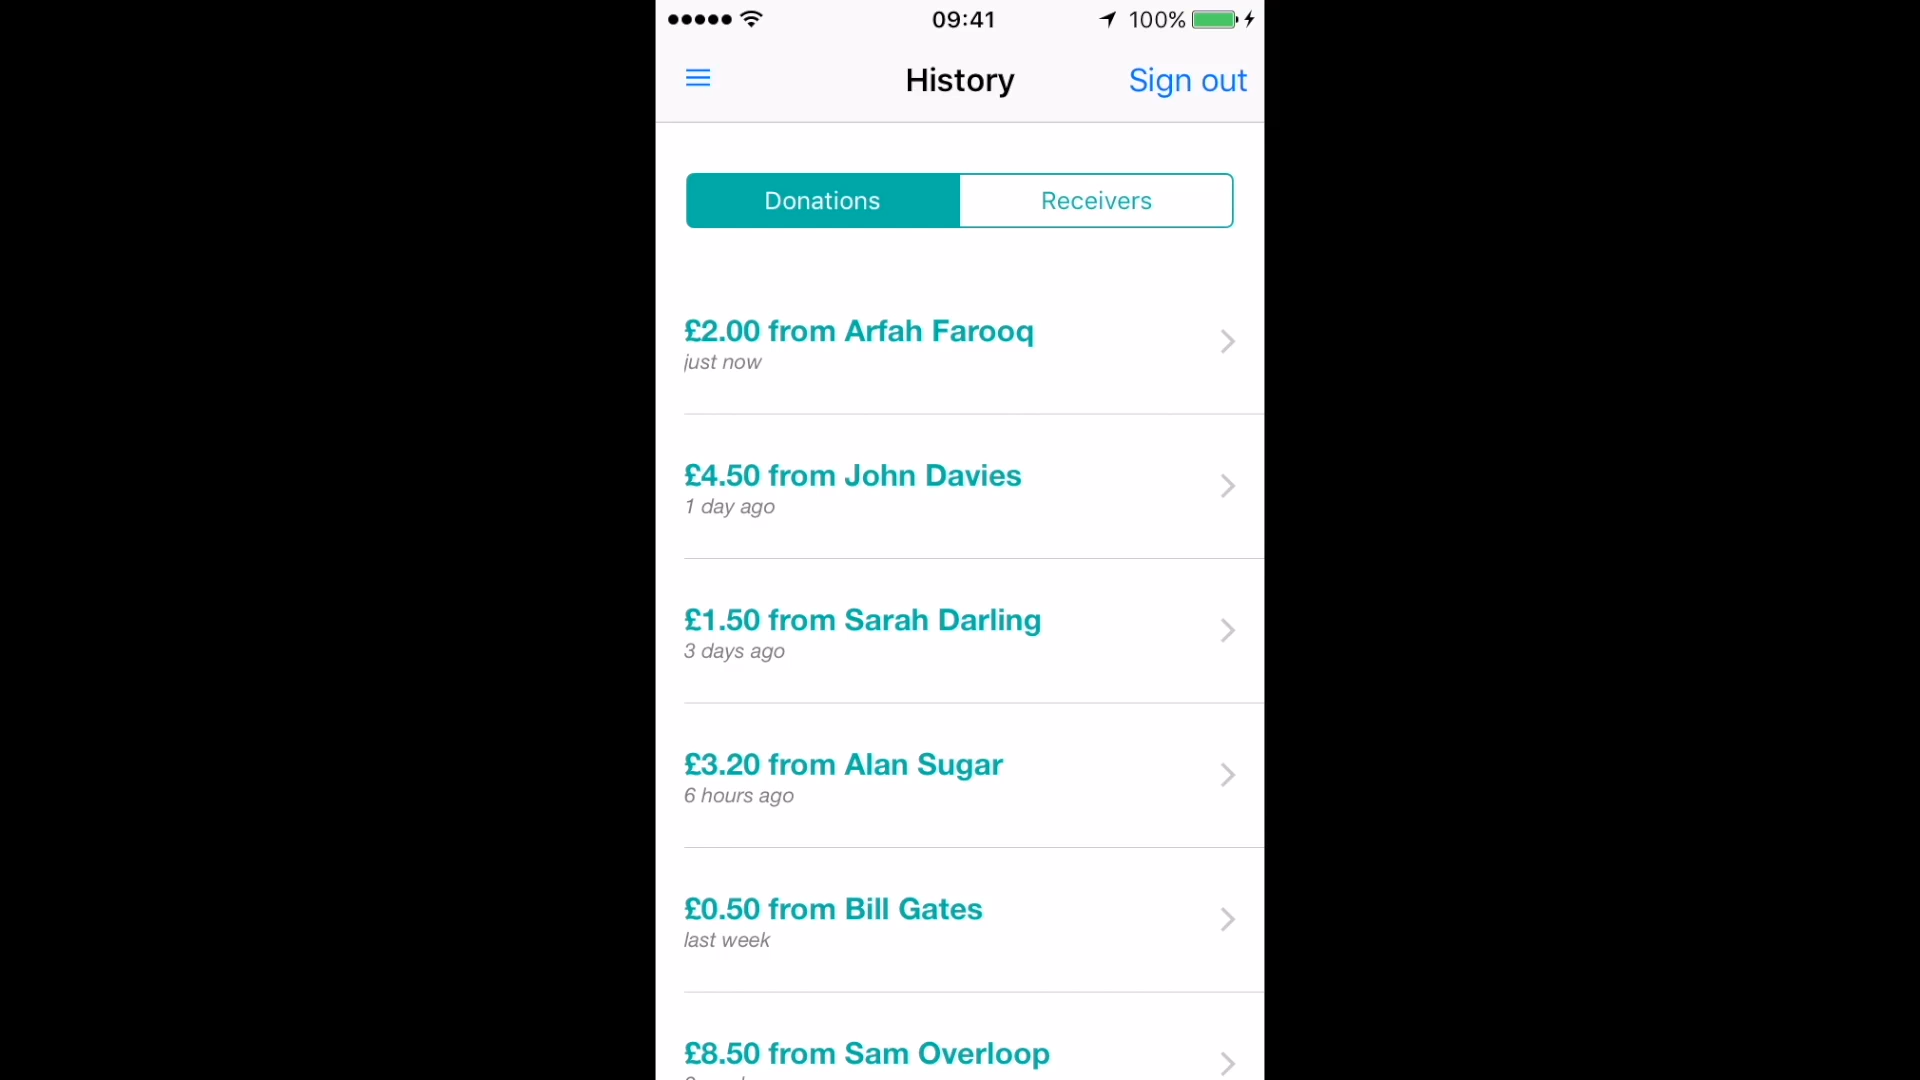 09:41
100%
History
Sign out
Donations
Receivers
£2.00 from Arfah Farooq
just now
£4.50 from John Davies
1 day ago
£1.50 from Sarah Darling
3 days ago
£3.20 from Alan Sugar
6 hours ago
£0.50 from Bill Gates
last week
£8.50 from Sam Overloop